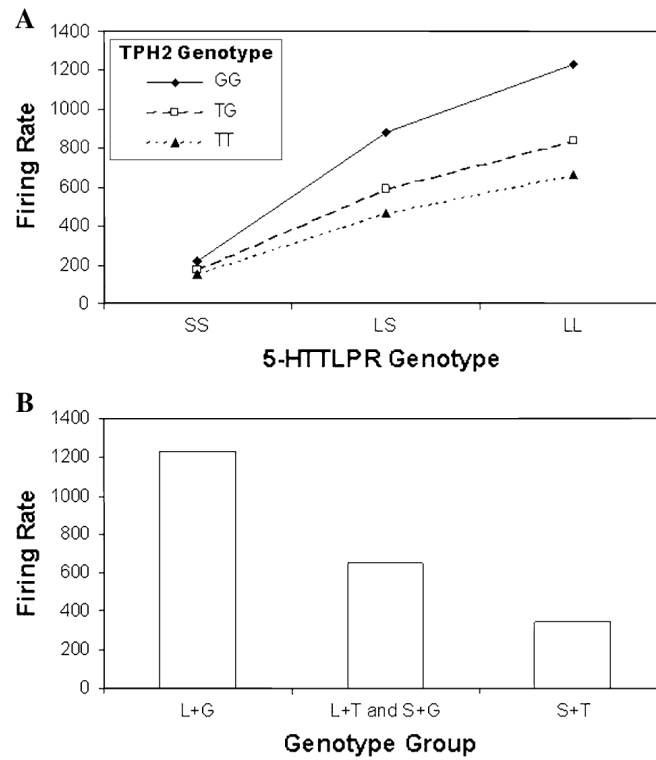 A
1400
1200
1000
800
600
400
200
0
Firing Rate
TPH2 Genotype
GG
TG
TT
SS LS LL
5-HTTLPR Genotype
B
1400
1200
1000
800
600
400
200
0
Firing Rate
L+G L+T and S+G S+T
Genotype Group